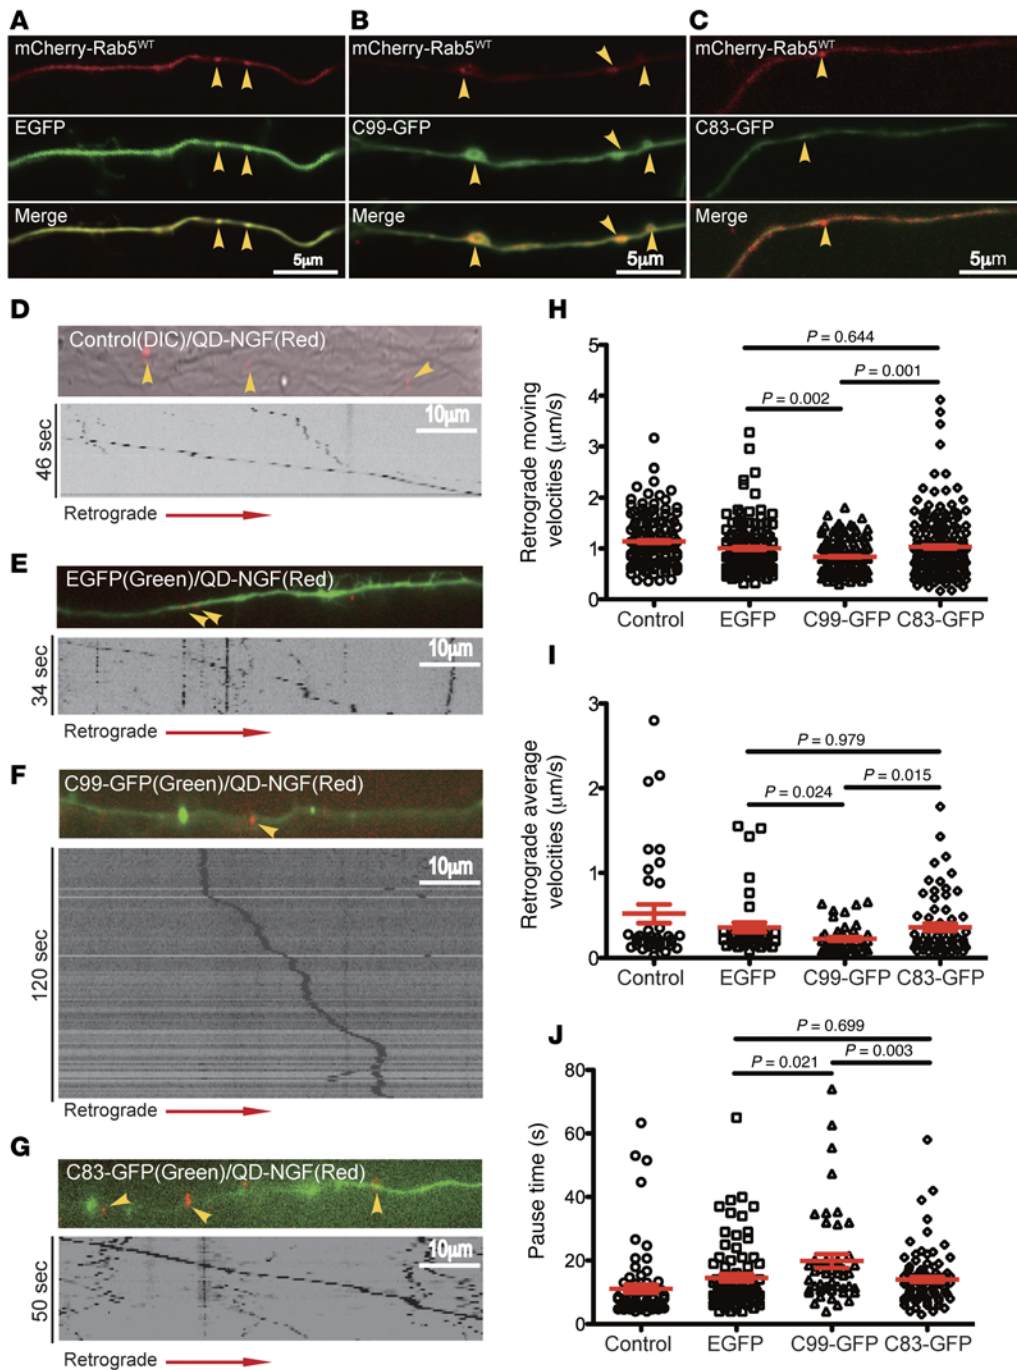 A
mCherry-Rab5WT
EGFP
Merge
5μm
B
mCherry-Rab5WT
C99-GFP
Merge
5μm
C
mCherry-Rab5WT
C83-GFP
Merge
5μm
D
Control(DIC)/QD-NGF(Red)
10μm
46 sec
Retrograde
E
EGFP(Green)/QD-NGF(Red)
10μm
34 sec
Retrograde
F
C99-GFP(Green)/QD-NGF(Red)
10μm
120 sec
Retrograde
G
C83-GFP(Green)/QD-NGF(Red)
10μm
50 sec
Retrograde
H
Retrograde moving
velocities (μm/s)
5
4
3
2
1
0
P = 0.644
P = 0.001
P = 0.002
Control EGFP C99-GFP C83-GFP
I
Retrograde average
velocities (μm/s)
3
2
1
0
P = 0.979
P = 0.015
P = 0.024
Control EGFP C99-GFP C83-GFP
J
Pause time (s)
80
60
40
20
0
P = 0.699
P = 0.003
P = 0.021
Control EGFP C99-GFP C83-GFP